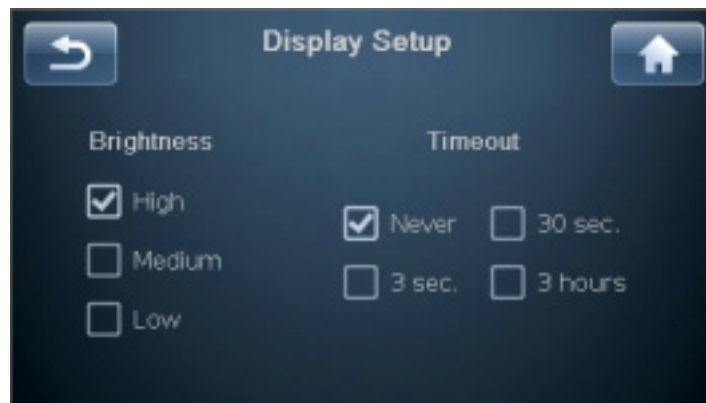 Display Setup
Brightness
Timeout
High
Medium
Low
Never
30 sec.
3 sec.
3 hours